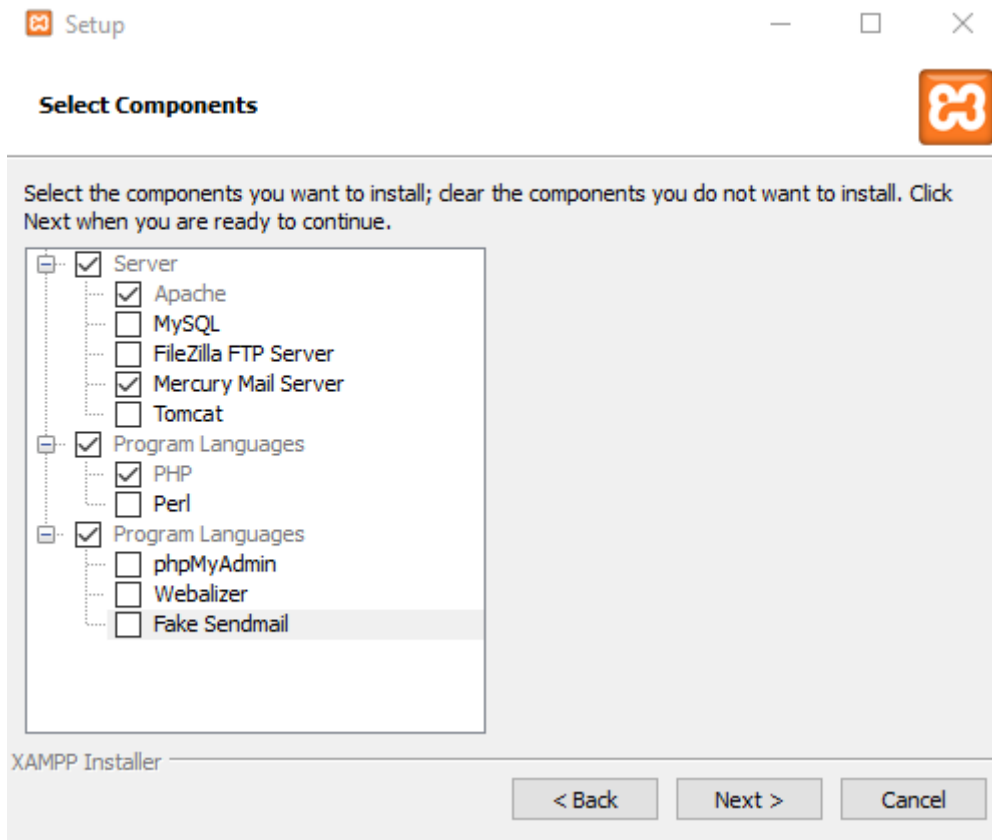 Setup
Select Components
Select the components you want to install; clear the components you do not want to install. Click
Next when you are ready to continue.
Server
Apache
MySQL
FileZilla FTP Server
Mercury Mail Server
Tomcat
Program Languages
PHP
Perl
Program Languages
phpMyAdmin
Webalizer
Fake Sendmail
XAMPP Installer
< Back
Next >
Cancel